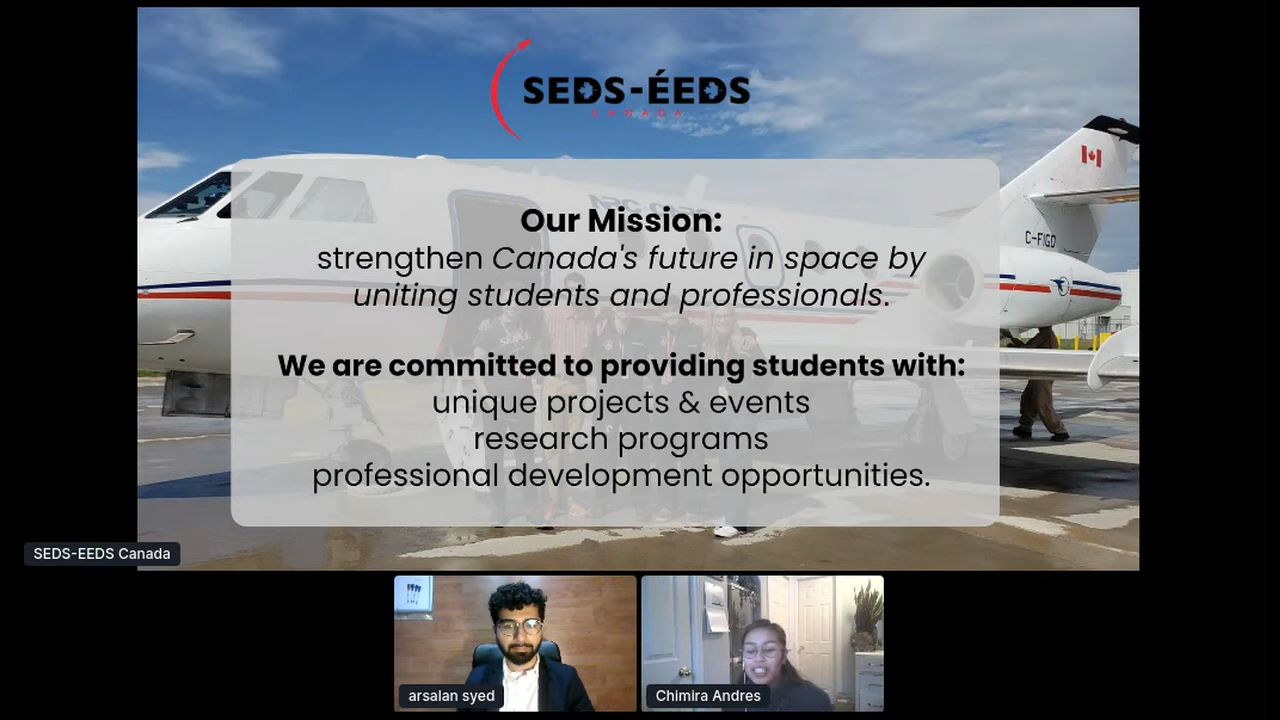 SEDS-ÉEDS
CANADA
Our Mission:
strengthen Canada's future in space by
uniting students and professionals.
We are committed to providing students with:
unique projects & events
research programs
professional development opportunities.
C-FIGD
SEDS-EEDS Canada
arsalan syed
Chimira Andres